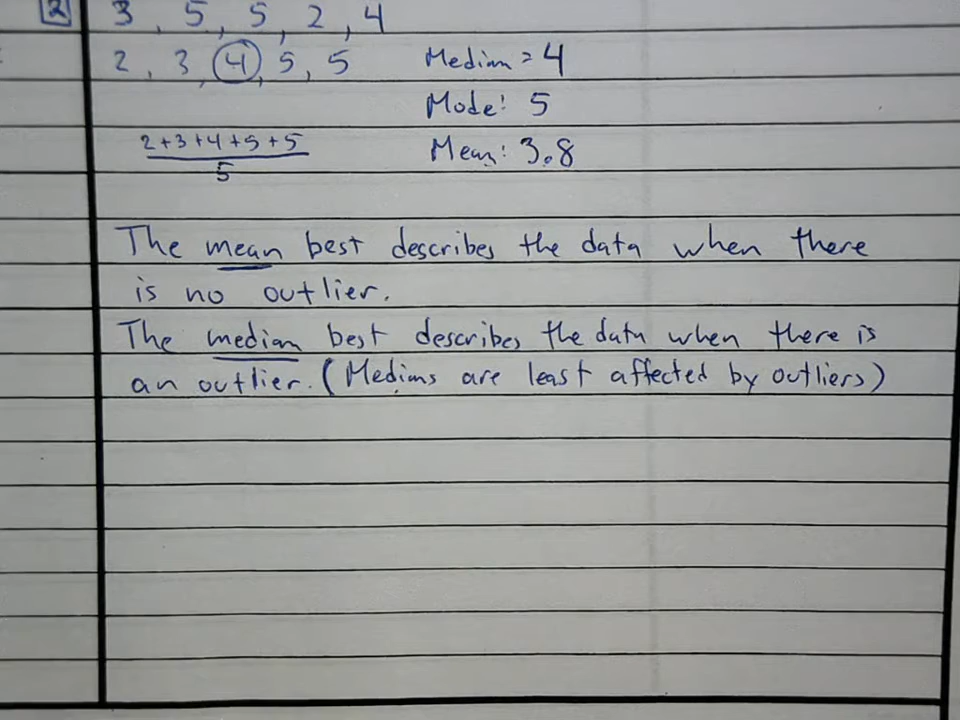 2 3, 5, 5, 2, 4
2, 3, 4, 5, 5 Median = 4
Mode: 5
2+3+4+5+5 Mean: 3.8
5
The mean best describes the data when there
is no outlier.
The median best describes the data when there is
an outlier. (Medians are least affected by outliers)